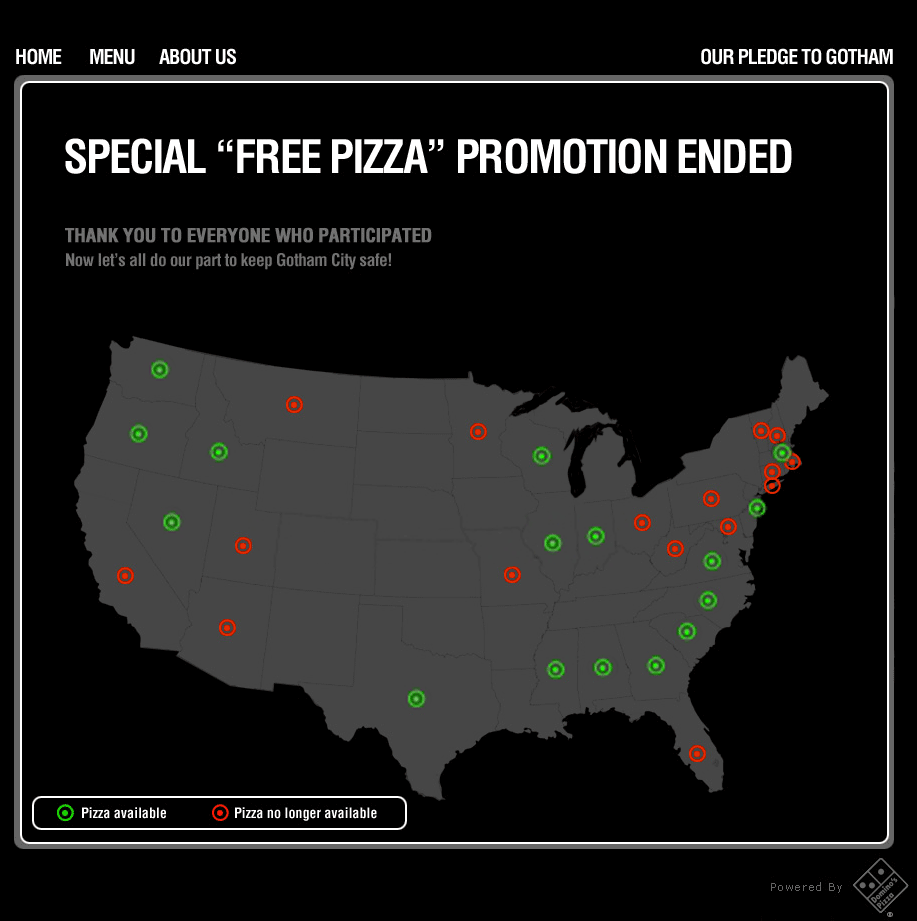 HOME MENU ABOUT US OUR PLEDGE TO GOTHAM
SPECIAL “FREE PIZZA” PROMOTION ENDED
THANK YOU TO EVERYONE WHO PARTICIPATED
Now let's all do our part to keep Gotham City safe!
Pizza available Pizza no longer available
Powered By
Domino's
Pizza
®